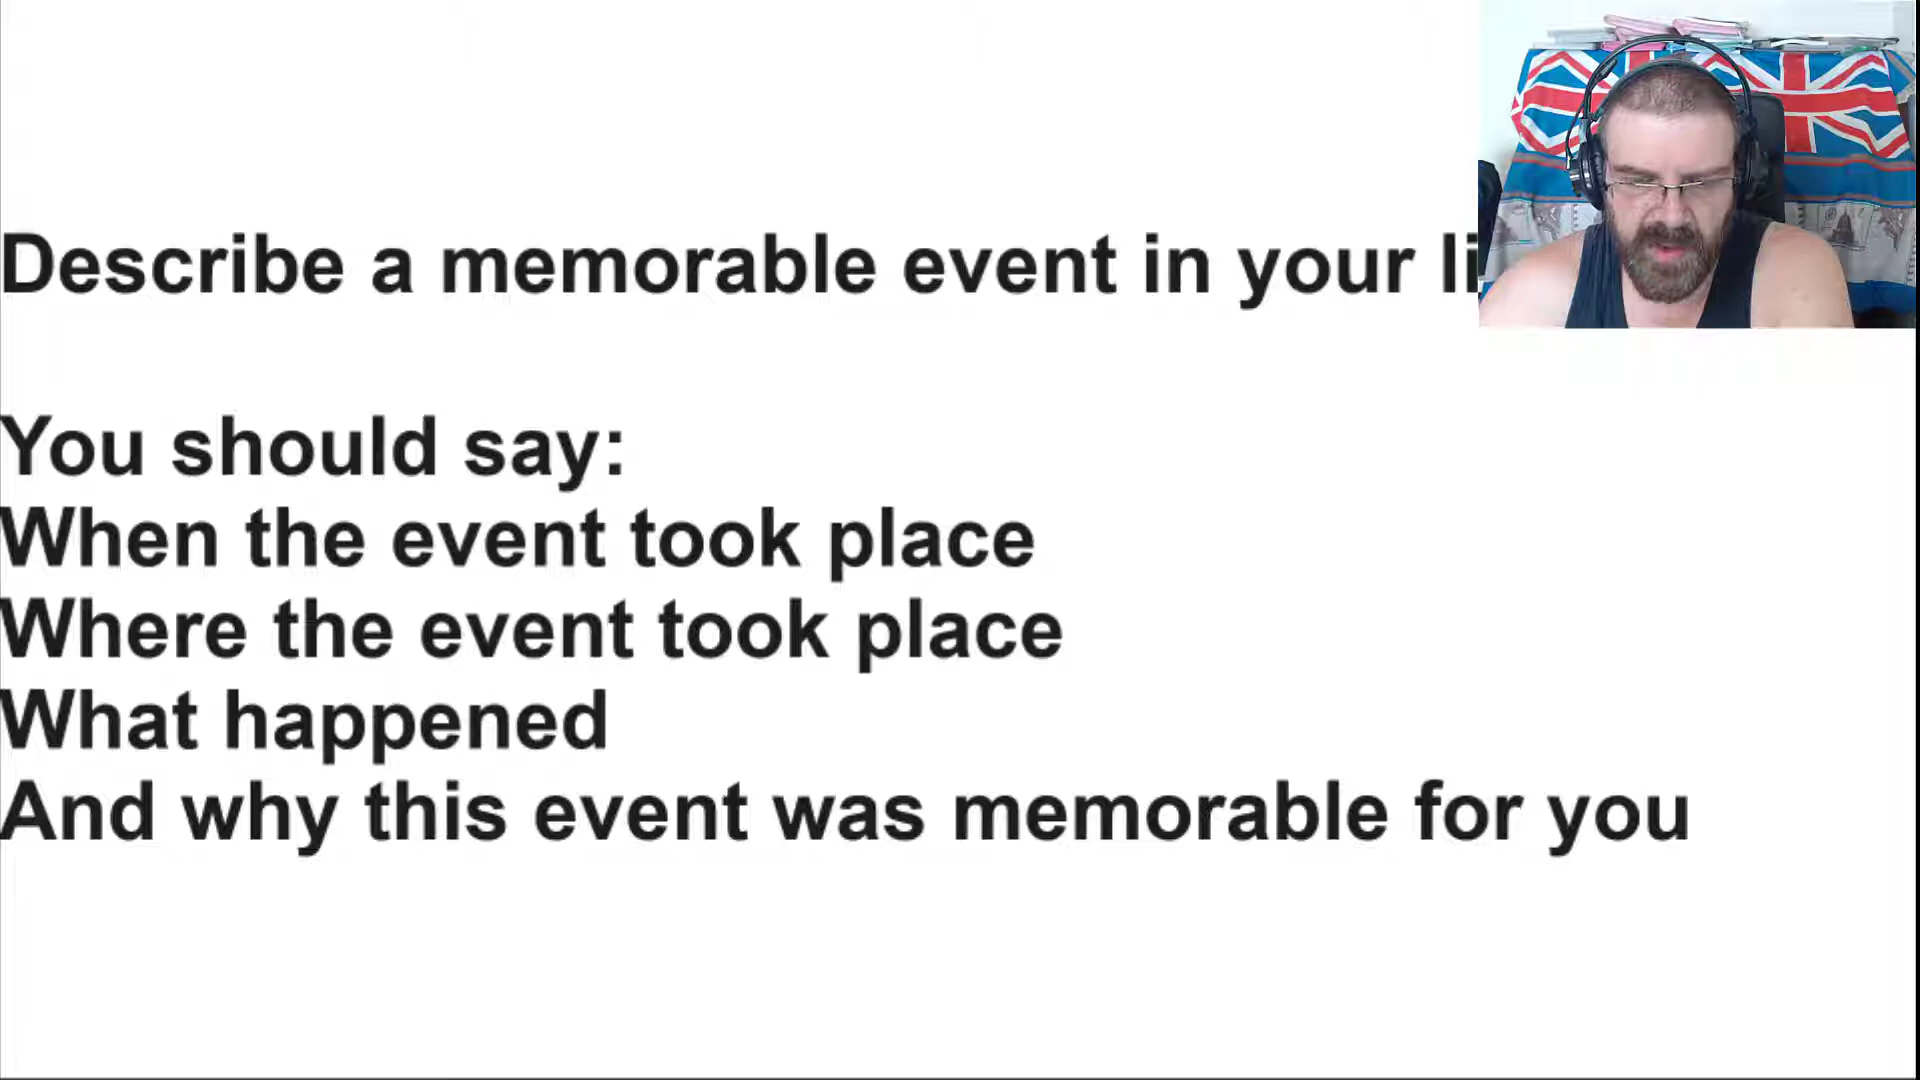 Describe a memorable event in your li
You should say:
When the event took place
Where the event took place
What happened
And why this event was memorable for you